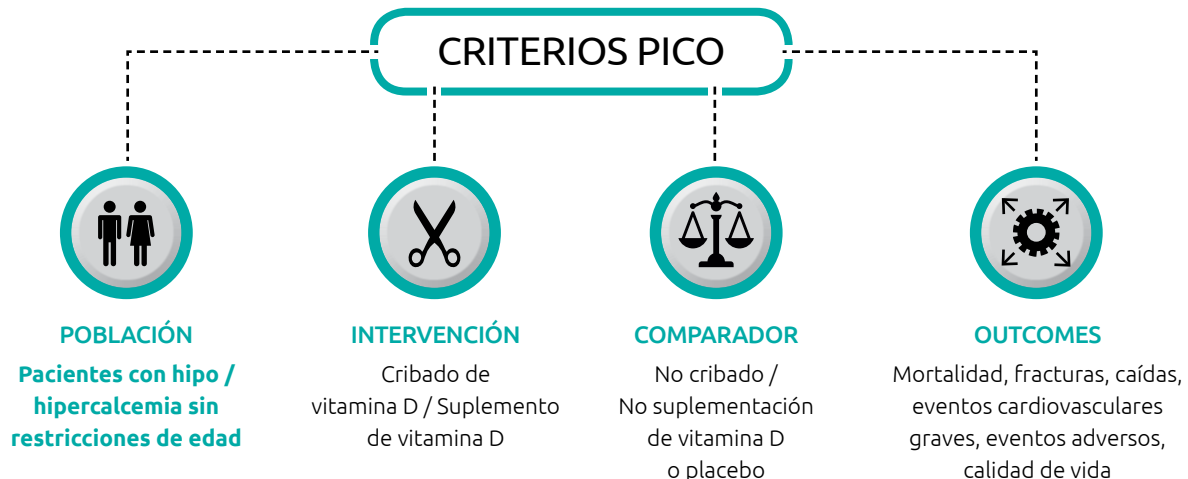 CRITERIOS PICO
POBLACIÓN
Pacientes con hipo /
hipercalcemia sin
restricciones de edad
INTERVENCIÓN
Cribado de
vitamina D / Suplemento
de vitamina D
COMPARADOR
No cribado /
No suplementación
de vitamina D
o placebo
OUTCOMES
Mortalidad, fracturas, caídas,
eventos cardiovasculares
graves, eventos adversos,
calidad de vida